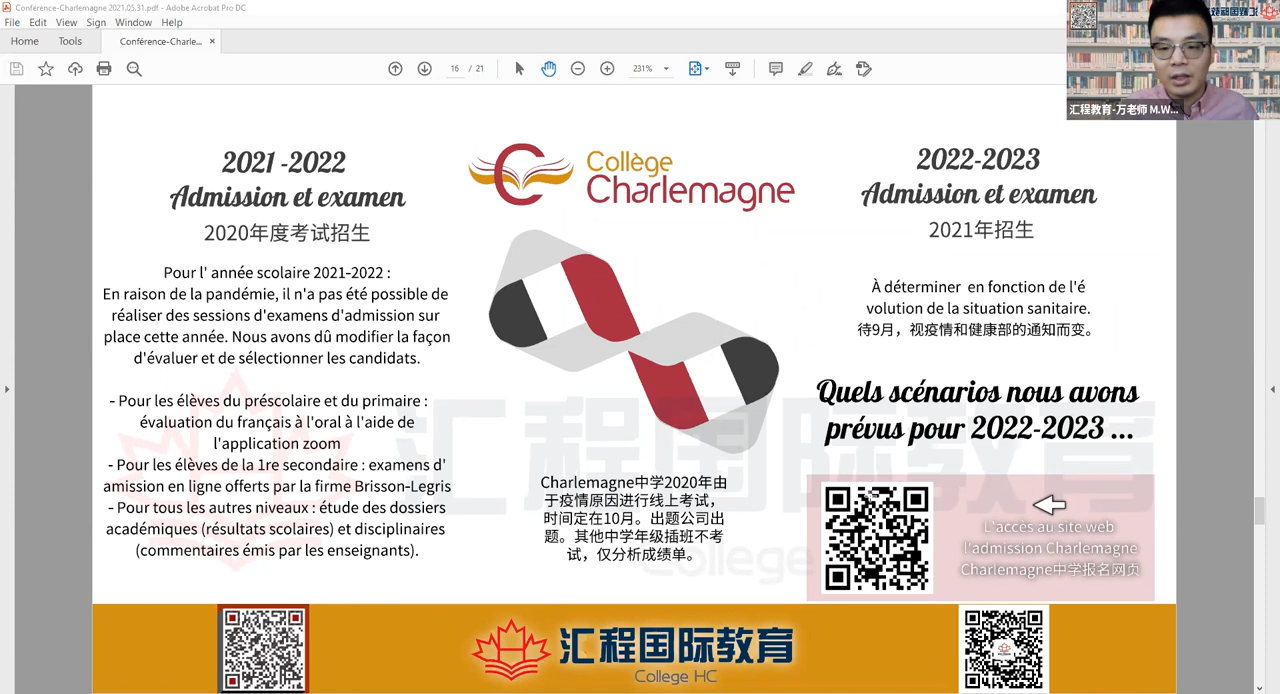 Conférence-Charlemagne 2021.05.31.pdf - Adobe Acrobat Pro DC
File Edit View Sign Window Help
Home Tools Conférence-Charle... ×
16 / 21 231%
汇程教育-万老师 M.W...
2021 -2022
Admission et examen
2020年度考试招生
Pour l' année scolaire 2021-2022 :
En raison de la pandémie, il n'a pas été possible de
réaliser des sessions d'examens d'admission sur
place cette année. Nous avons dû modifier la façon
d'évaluer et de sélectionner les candidats.
- Pour les élèves du préscolaire et du primaire :
évaluation du français à l'oral à l'aide de
l'application zoom
- Pour les élèves de la 1re secondaire : examens d'
amission en ligne offerts par la firme Brisson-Legris
- Pour tous les autres niveaux : étude des dossiers
académiques (résultats scolaires) et disciplinaires
(commentaires émis par les enseignants).
Collège
Charlemagne
Charlemagne中学2020年由
于疫情原因进行线上考试，
时间定在10月。出题公司出
题。其他中学年级插班不考
试，仅分析成绩单。
2022-2023
Admission et examen
2021年招生
À déterminer en fonction de l'é
volution de la situation sanitaire.
待9月，视疫情和健康部的通知而变。
Quels scénarios nous avons
prévus pour 2022-2023 ...
L'accès au site web
l'admission Charlemagne
Charlemagne中学报名网页
汇程国际教育
College
汇程国际教育
College HC